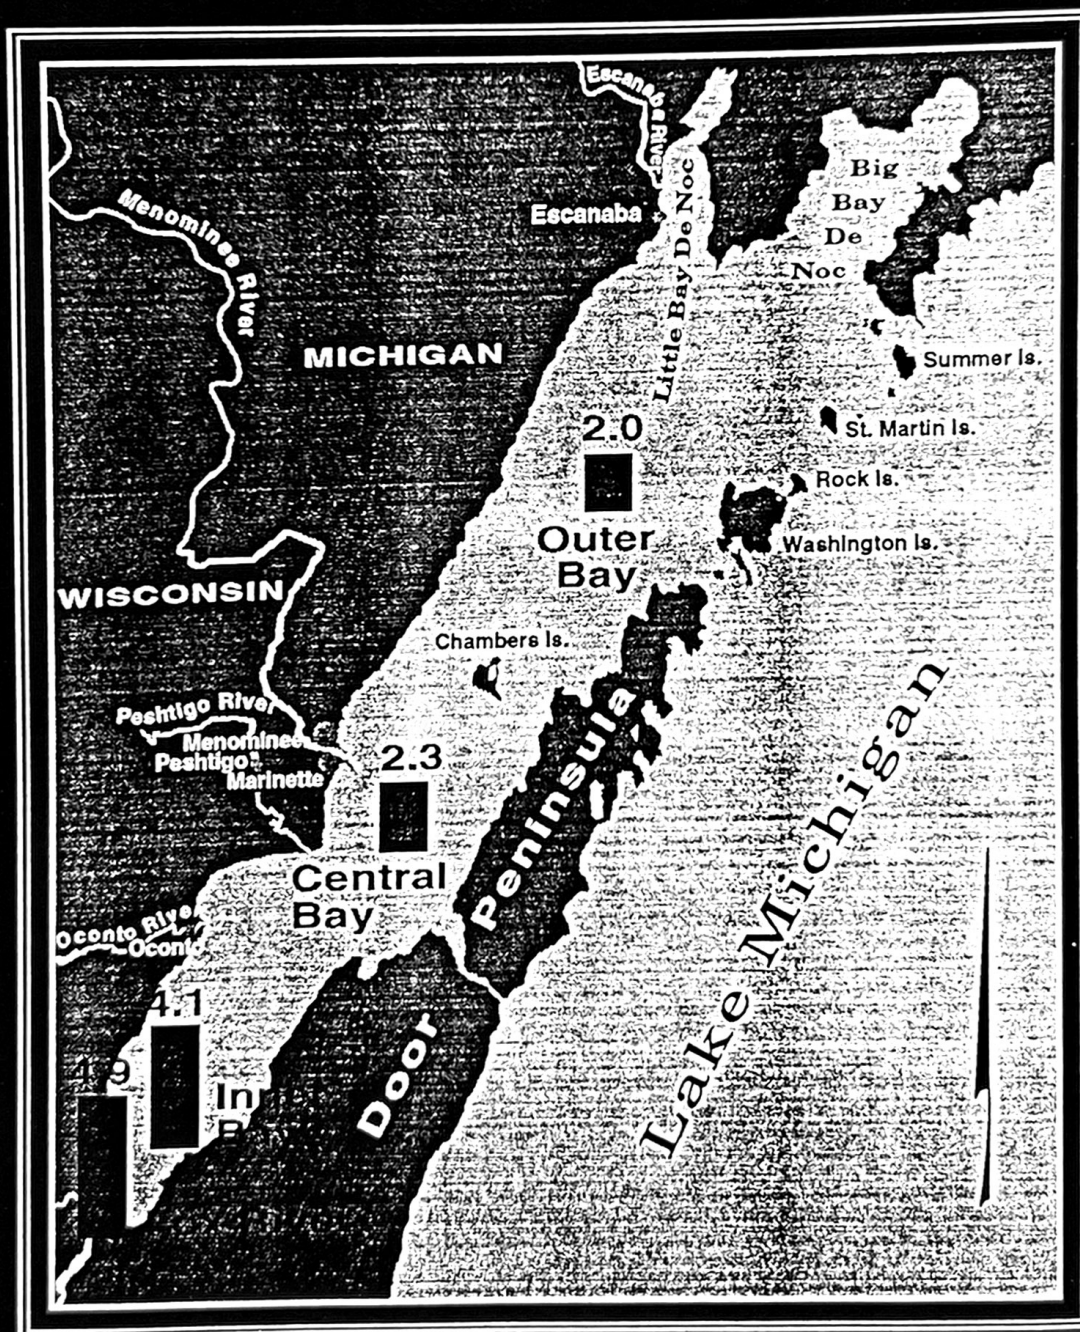 Escanaba River
Big
Bay
De
Noc
Little Bay De Noc
Escanaba
Menominee River
MICHIGAN
Summer Is.
St. Martin Is.
2.0
Rock Is.
Outer
Bay
Washington Is.
WISCONSIN
Chambers Is.
Peshtigo River
Menominee
Peshtigo
Marinette
2.3
Central
Bay
Door Peninsula
Lake Michigan
Oconto River
Oconto
4.1